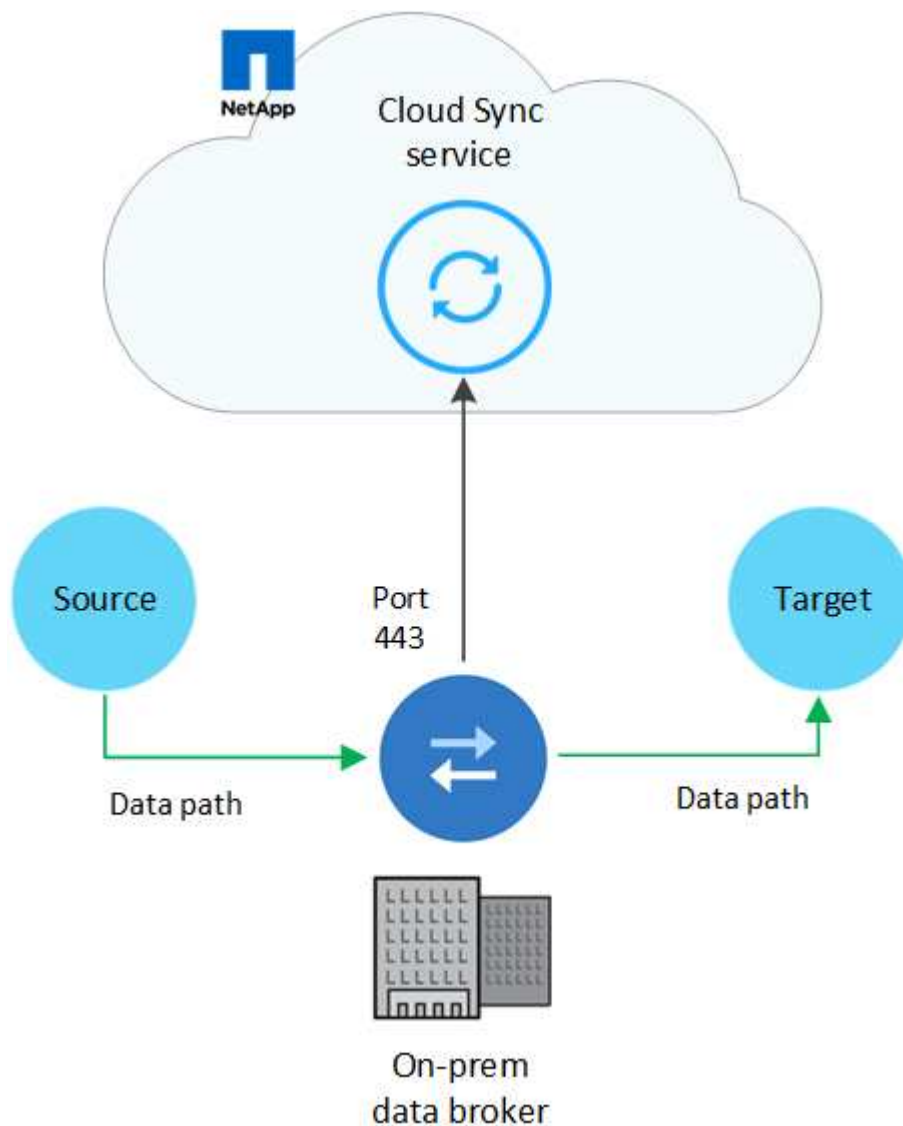 NetApp
Cloud Sync
service
Source
Port
443
Target
Data path
Data path
On-prem
data broker